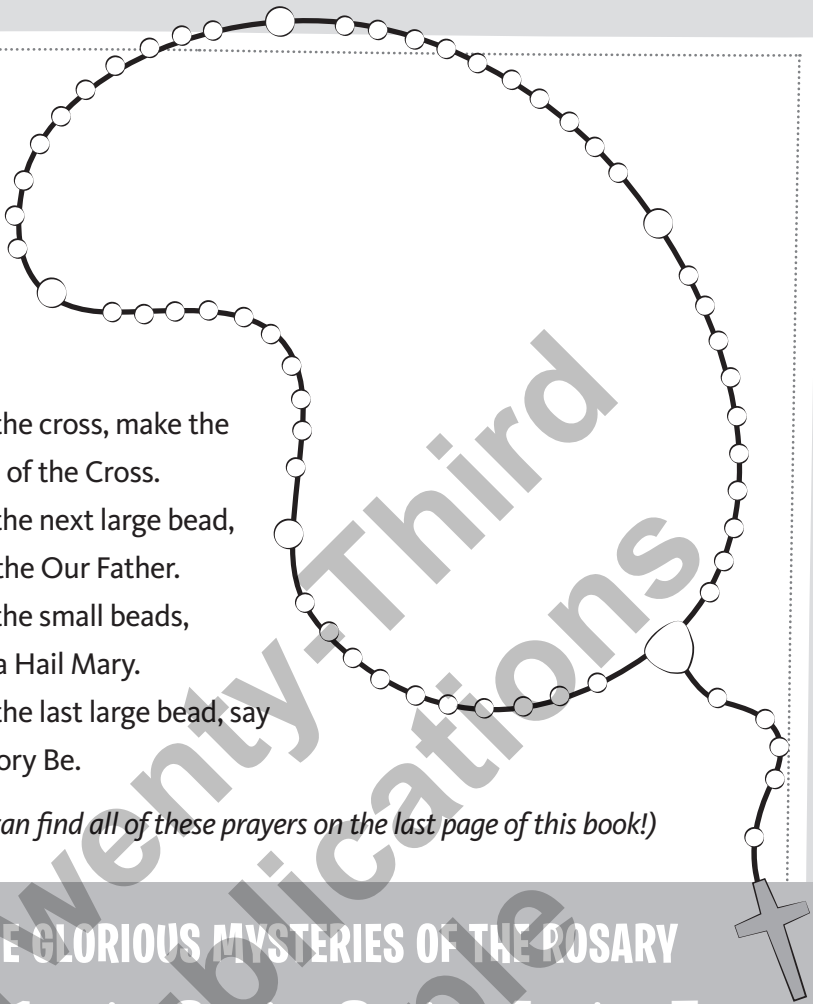 the cross, make the
of the Cross.
the next large bead,
the Our Father.
the small beads,
a Hail Mary.
the last large bead, say
ory Be.
can find all of these prayers on the last page of this book!)
E GLORIOUS MYSTERIES OF THE ROSARY
wenty-Third
Publications